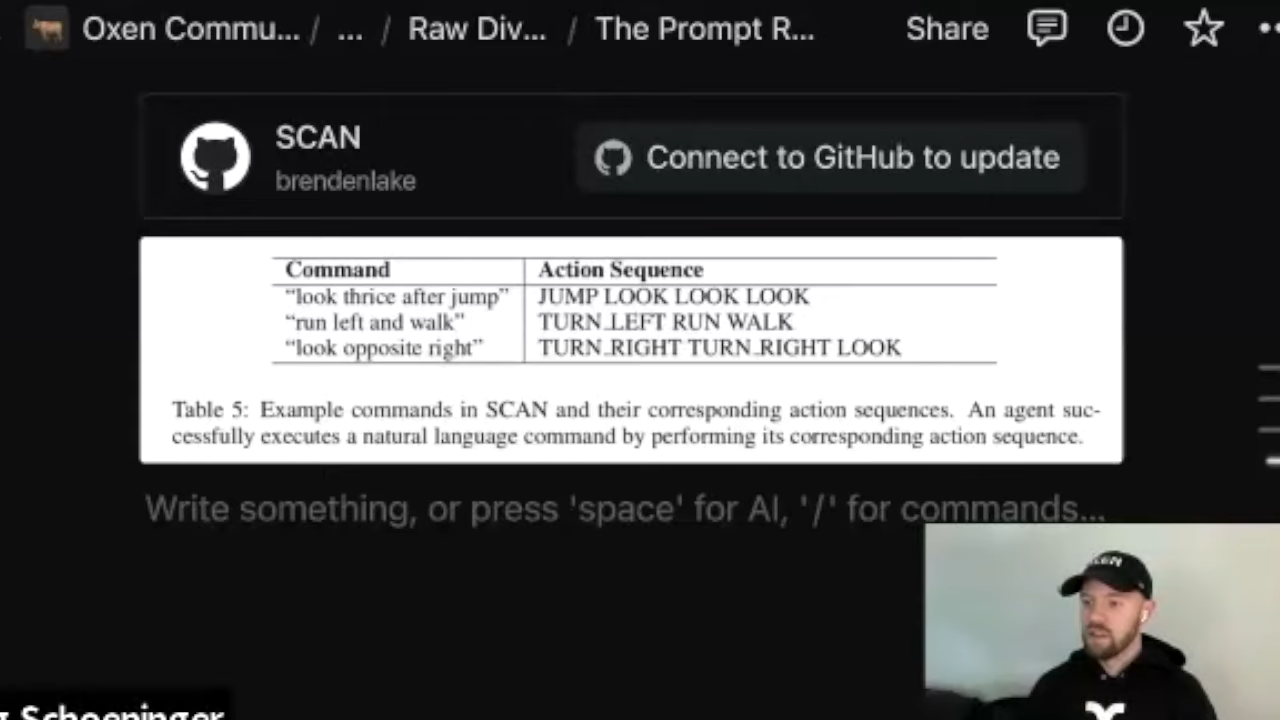 Oxen Commu... / ... / Raw Div... / The Prompt R... Share
SCAN
brendenlake
Connect to GitHub to update
Command Action Sequence
“look thrice after jump” JUMP LOOK LOOK LOOK
“run left and walk” TURN_LEFT RUN WALK
“look opposite right” TURN_RIGHT TURN_RIGHT LOOK
Table 5: Example commands in SCAN and their corresponding action sequences. An agent suc-
cessfully executes a natural language command by performing its corresponding action sequence.
Write something, or press 'space' for AI, '/' for commands...
Schoeninger